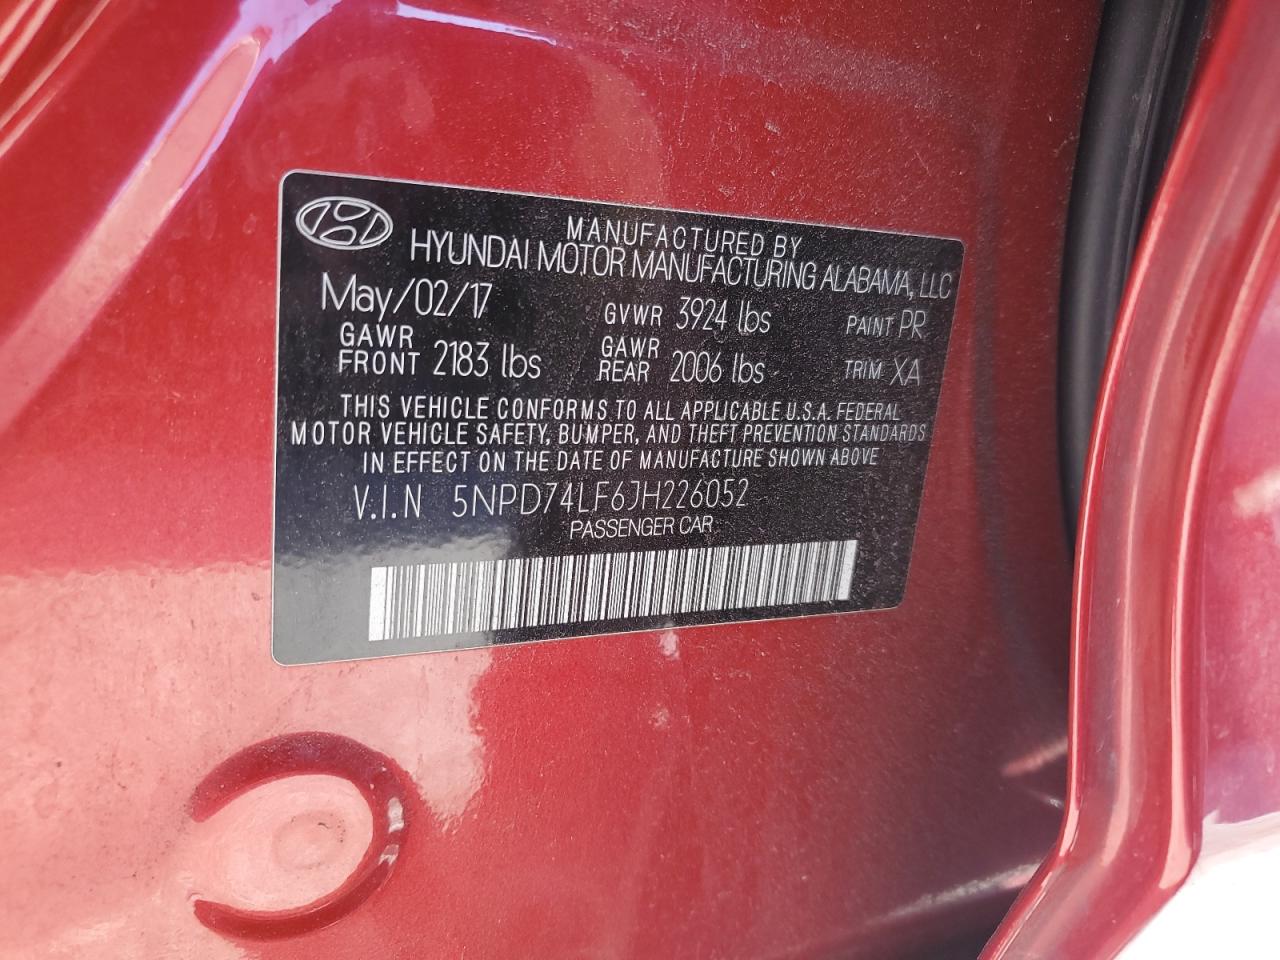 MANUFACTURED BY
HYUNDAI MOTOR MANUFACTURING ALABAMA, LLC
May/02/17 GVWR 3924 lbs PAINT PR
GAWR FRONT 2183 lbs GAWR REAR 2006 lbs TRIM XA
THIS VEHICLE CONFORMS TO ALL APPLICABLE U.S.A. FEDERAL
MOTOR VEHICLE SAFETY, BUMPER, AND THEFT PREVENTION STANDARDS
IN EFFECT ON THE DATE OF MANUFACTURE SHOWN ABOVE
V.I.N 5NPD74LF6JH226052
PASSENGER CAR